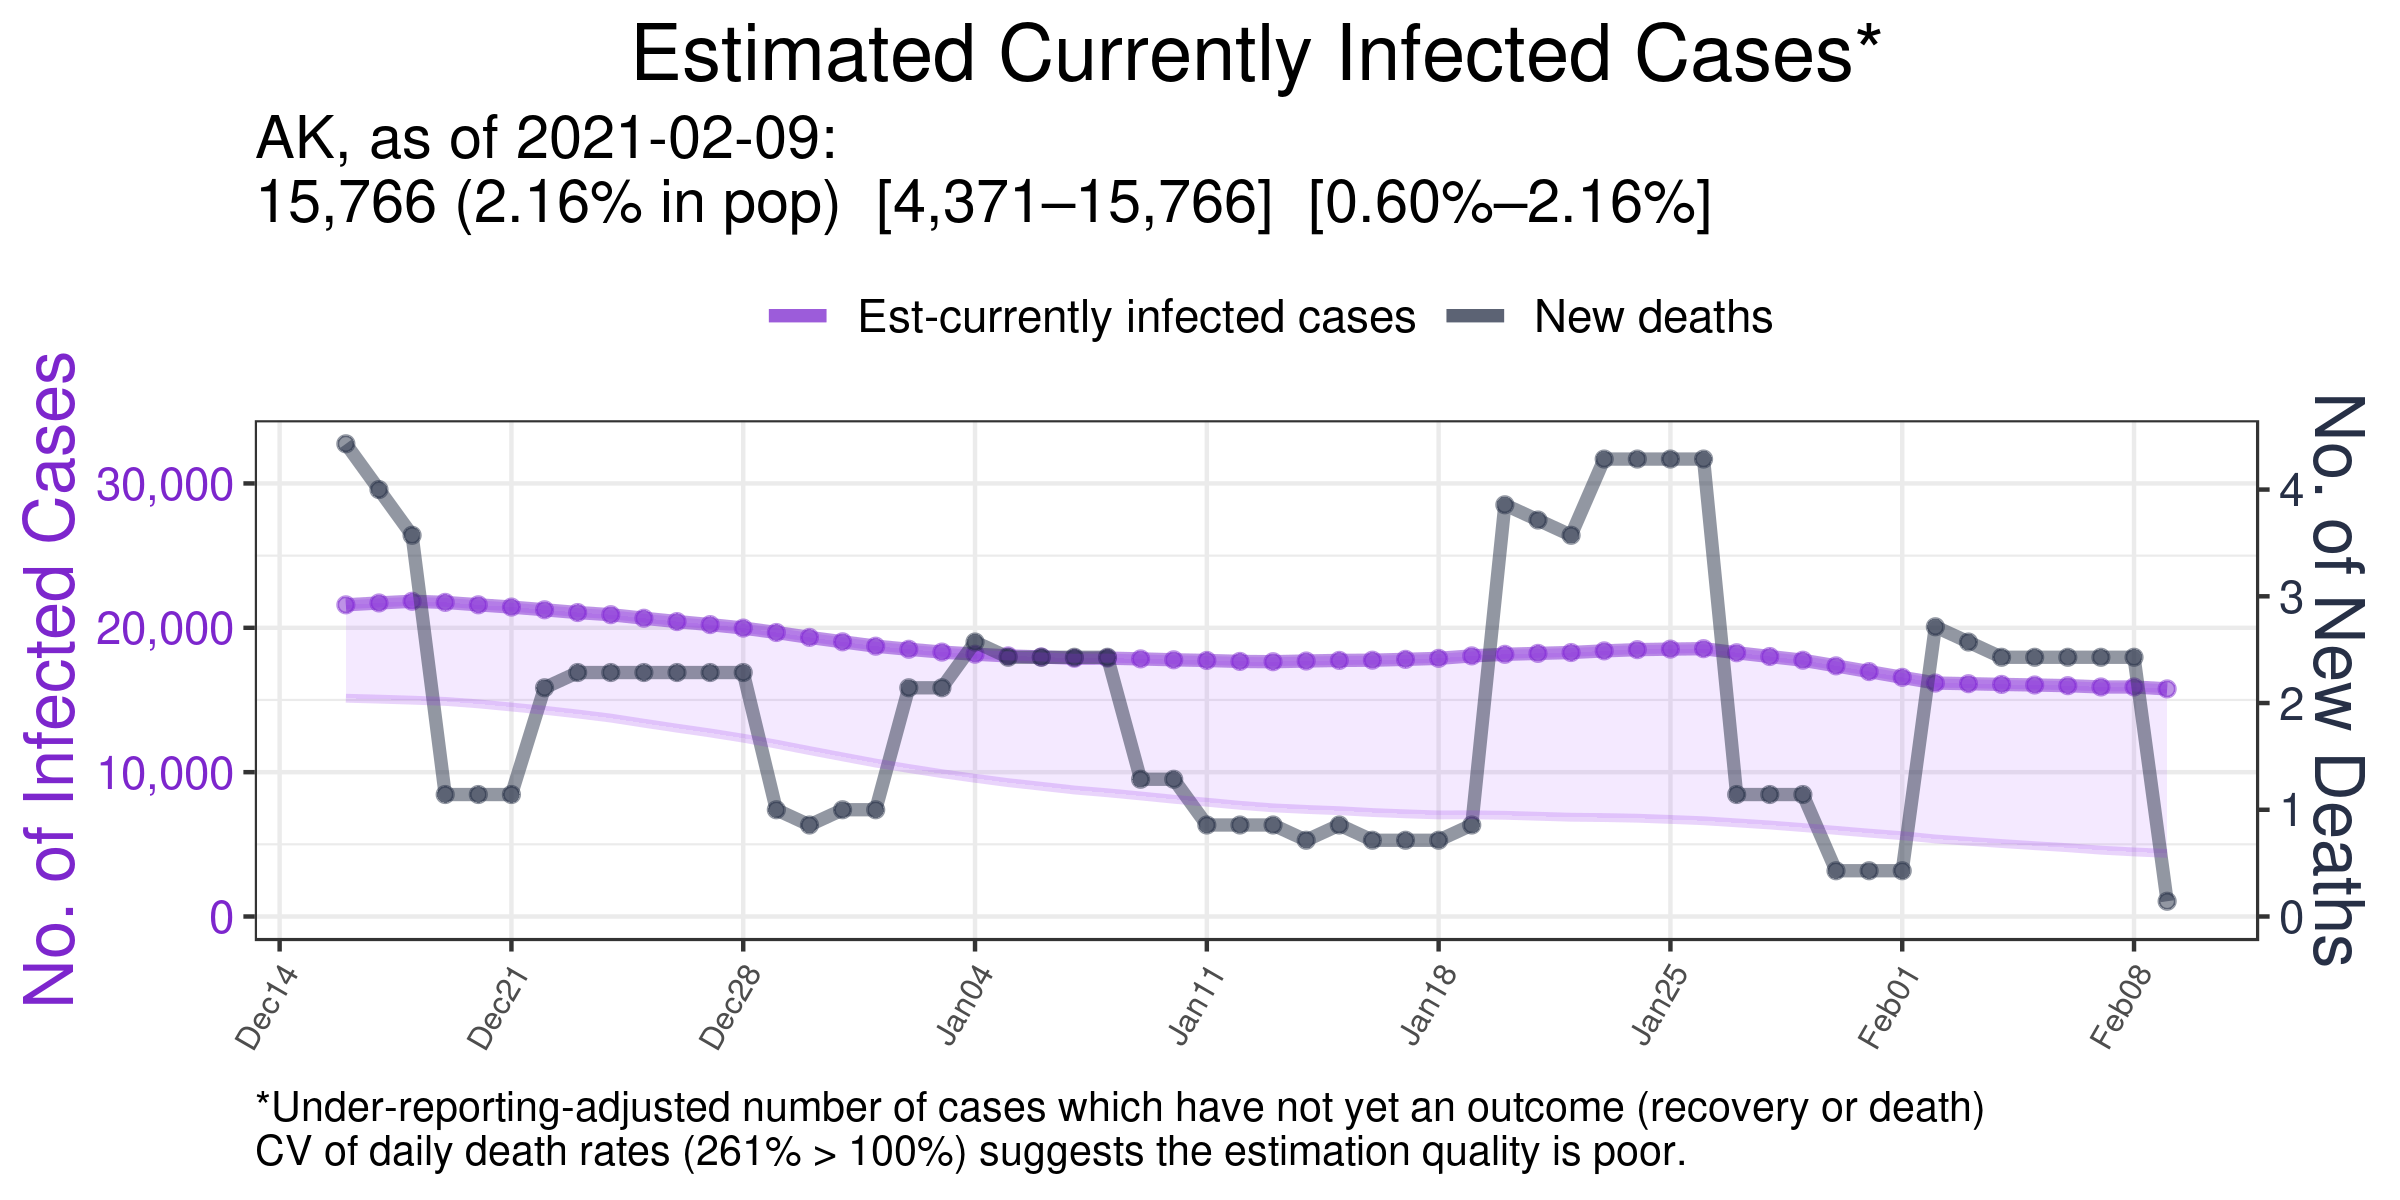 Estimated Currently Infected Cases*
AK, as of 2021-02-09:
15,766 (2.16% in pop)  [4,371–15,766]  [0.60%–2.16%]
Est-currently infected cases
New deaths
No. of Infected Cases
30,000
20,000
10,000
0
No. of New Deaths
4
3
2
1
0
Dec14
Dec21
Dec28
Jan04
Jan11
Jan18
Jan25
Feb01
Feb08
*Under-reporting-adjusted number of cases which have not yet an outcome (recovery or death)
CV of daily death rates (261% > 100%) suggests the estimation quality is poor.